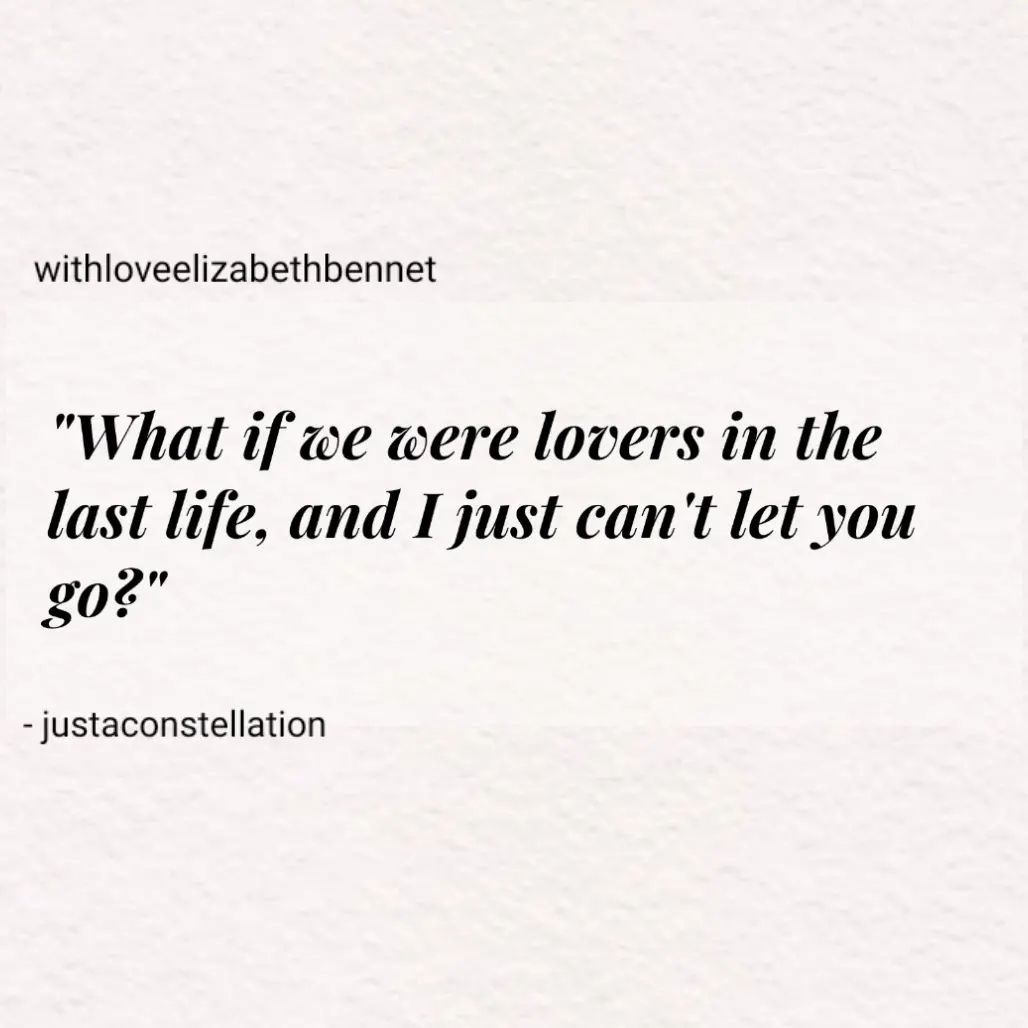 withloveelizabethbennet
"What if we were lovers in the
last life, and I just can't let you
go?"
- justaconstellation